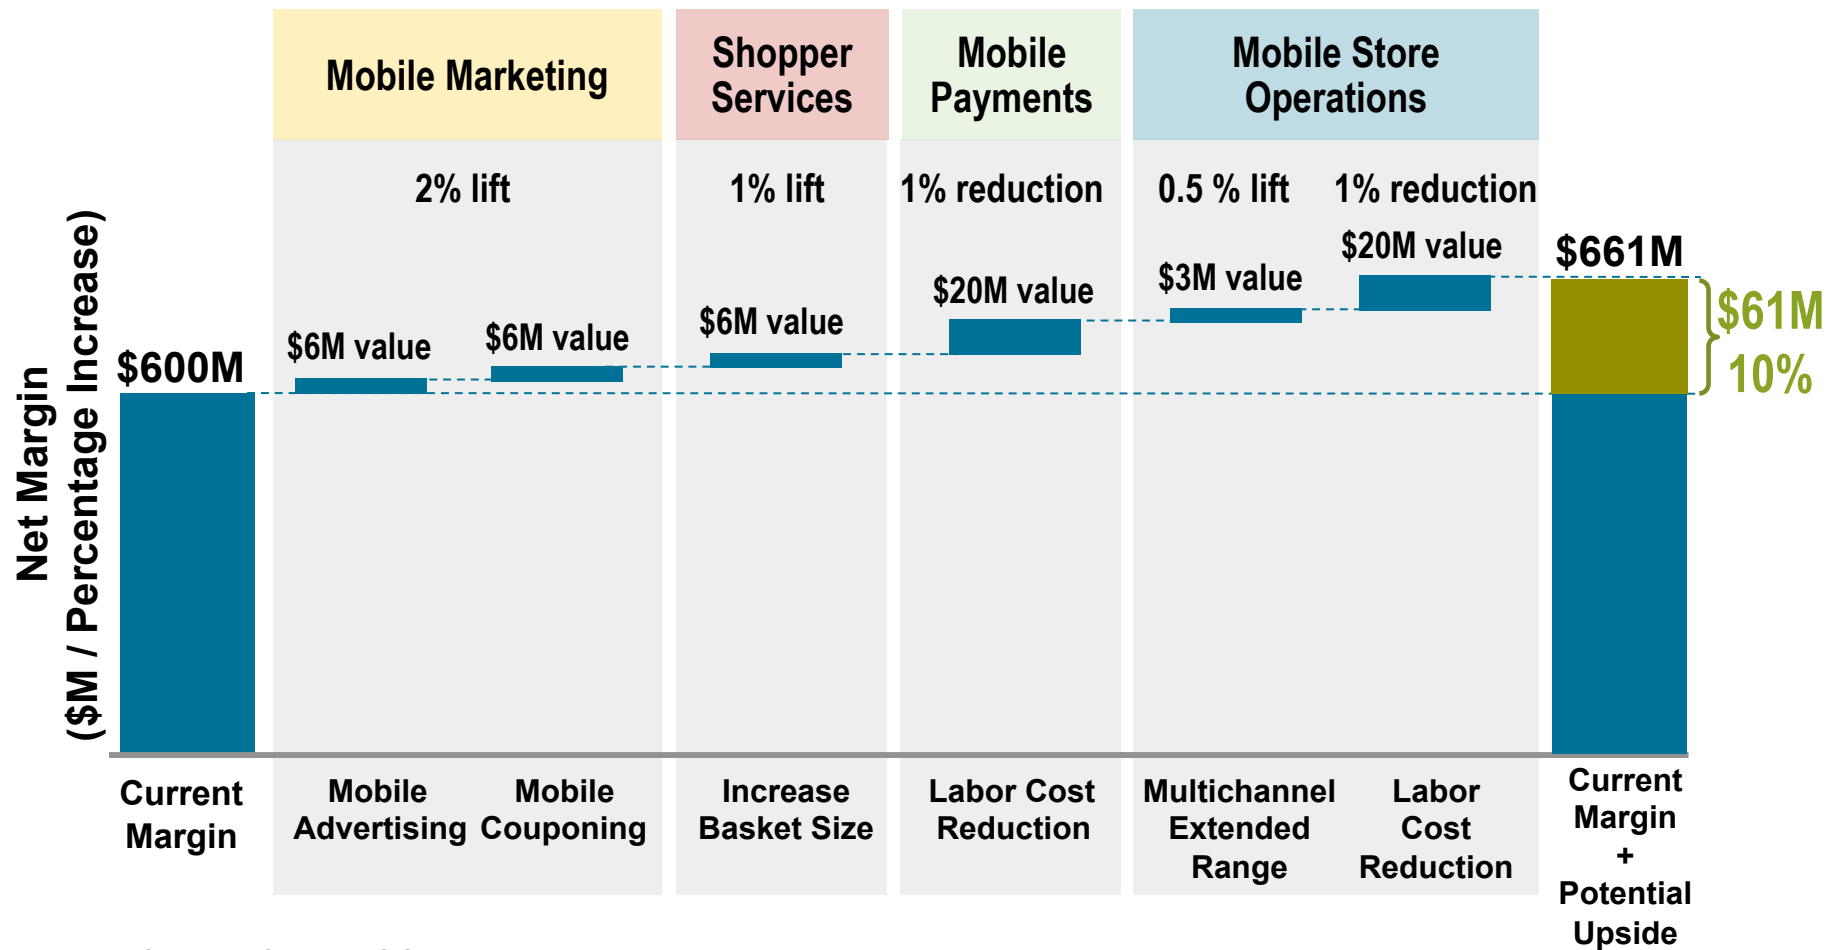 Mobile Marketing
Shopper
Services
Mobile
Payments
Mobile Store
Operations
2% lift
1% lift
1% reduction
0.5 % lift
1% reduction
Net Margin
($M / Percentage Increase)
$600M
$6M value
$6M value
$6M value
$20M value
$3M value
$20M value
$661M
$61M
10%
Current
Margin
Mobile
Advertising
Mobile
Couponing
Increase
Basket Size
Labor Cost
Reduction
Multichannel
Extended
Range
Labor
Cost
Reduction
Current
Margin
+
Potential
Upside